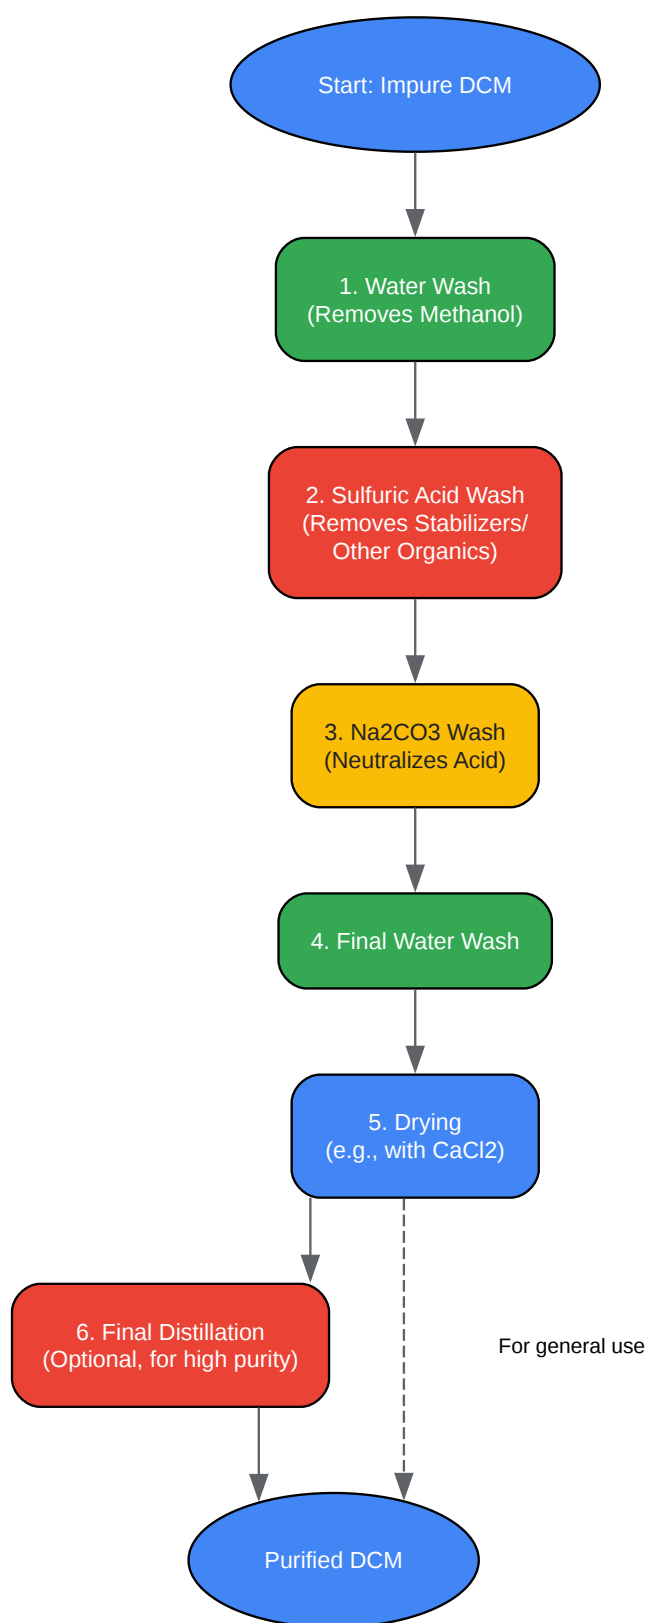 Start: Impure DCM
1. Water Wash
(Removes Methanol)
2. Sulfuric Acid Wash
(Removes Stabilizers/
Other Organics)
3. Na2CO3 Wash
(Neutralizes Acid)
4. Final Water Wash
5. Drying
(e.g., with CaCl2)
6. Final Distillation
(Optional, for high purity)
For general use
Purified DCM